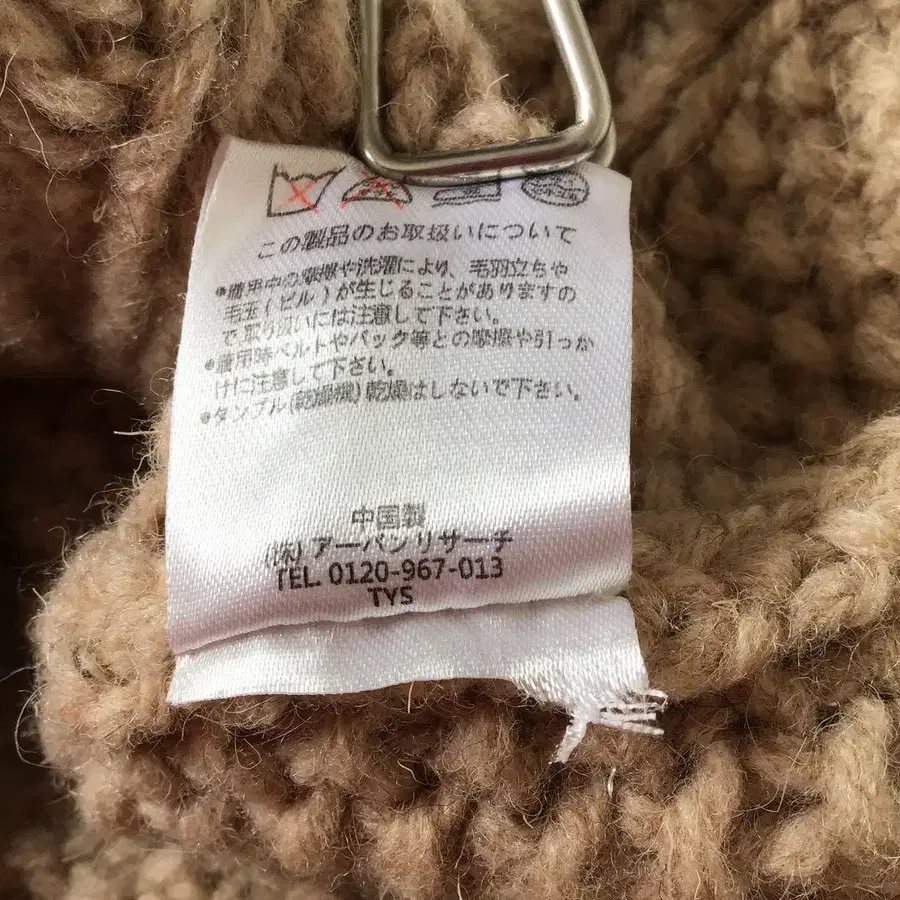 この製品のお取扱いについて
●着用中の摩擦や洗濯により、毛羽立ちや
毛玉(ピル)が生じることがありますの
で取り扱いには注意して下さい。
●着用時ベルトやバック等との摩擦や引っか
けに注意して下さい。
●タンブル(乾燥機)乾燥はしないで下さい。
中国製
(株)アーバンリサーチ
TEL. 0120-967-013
TYS